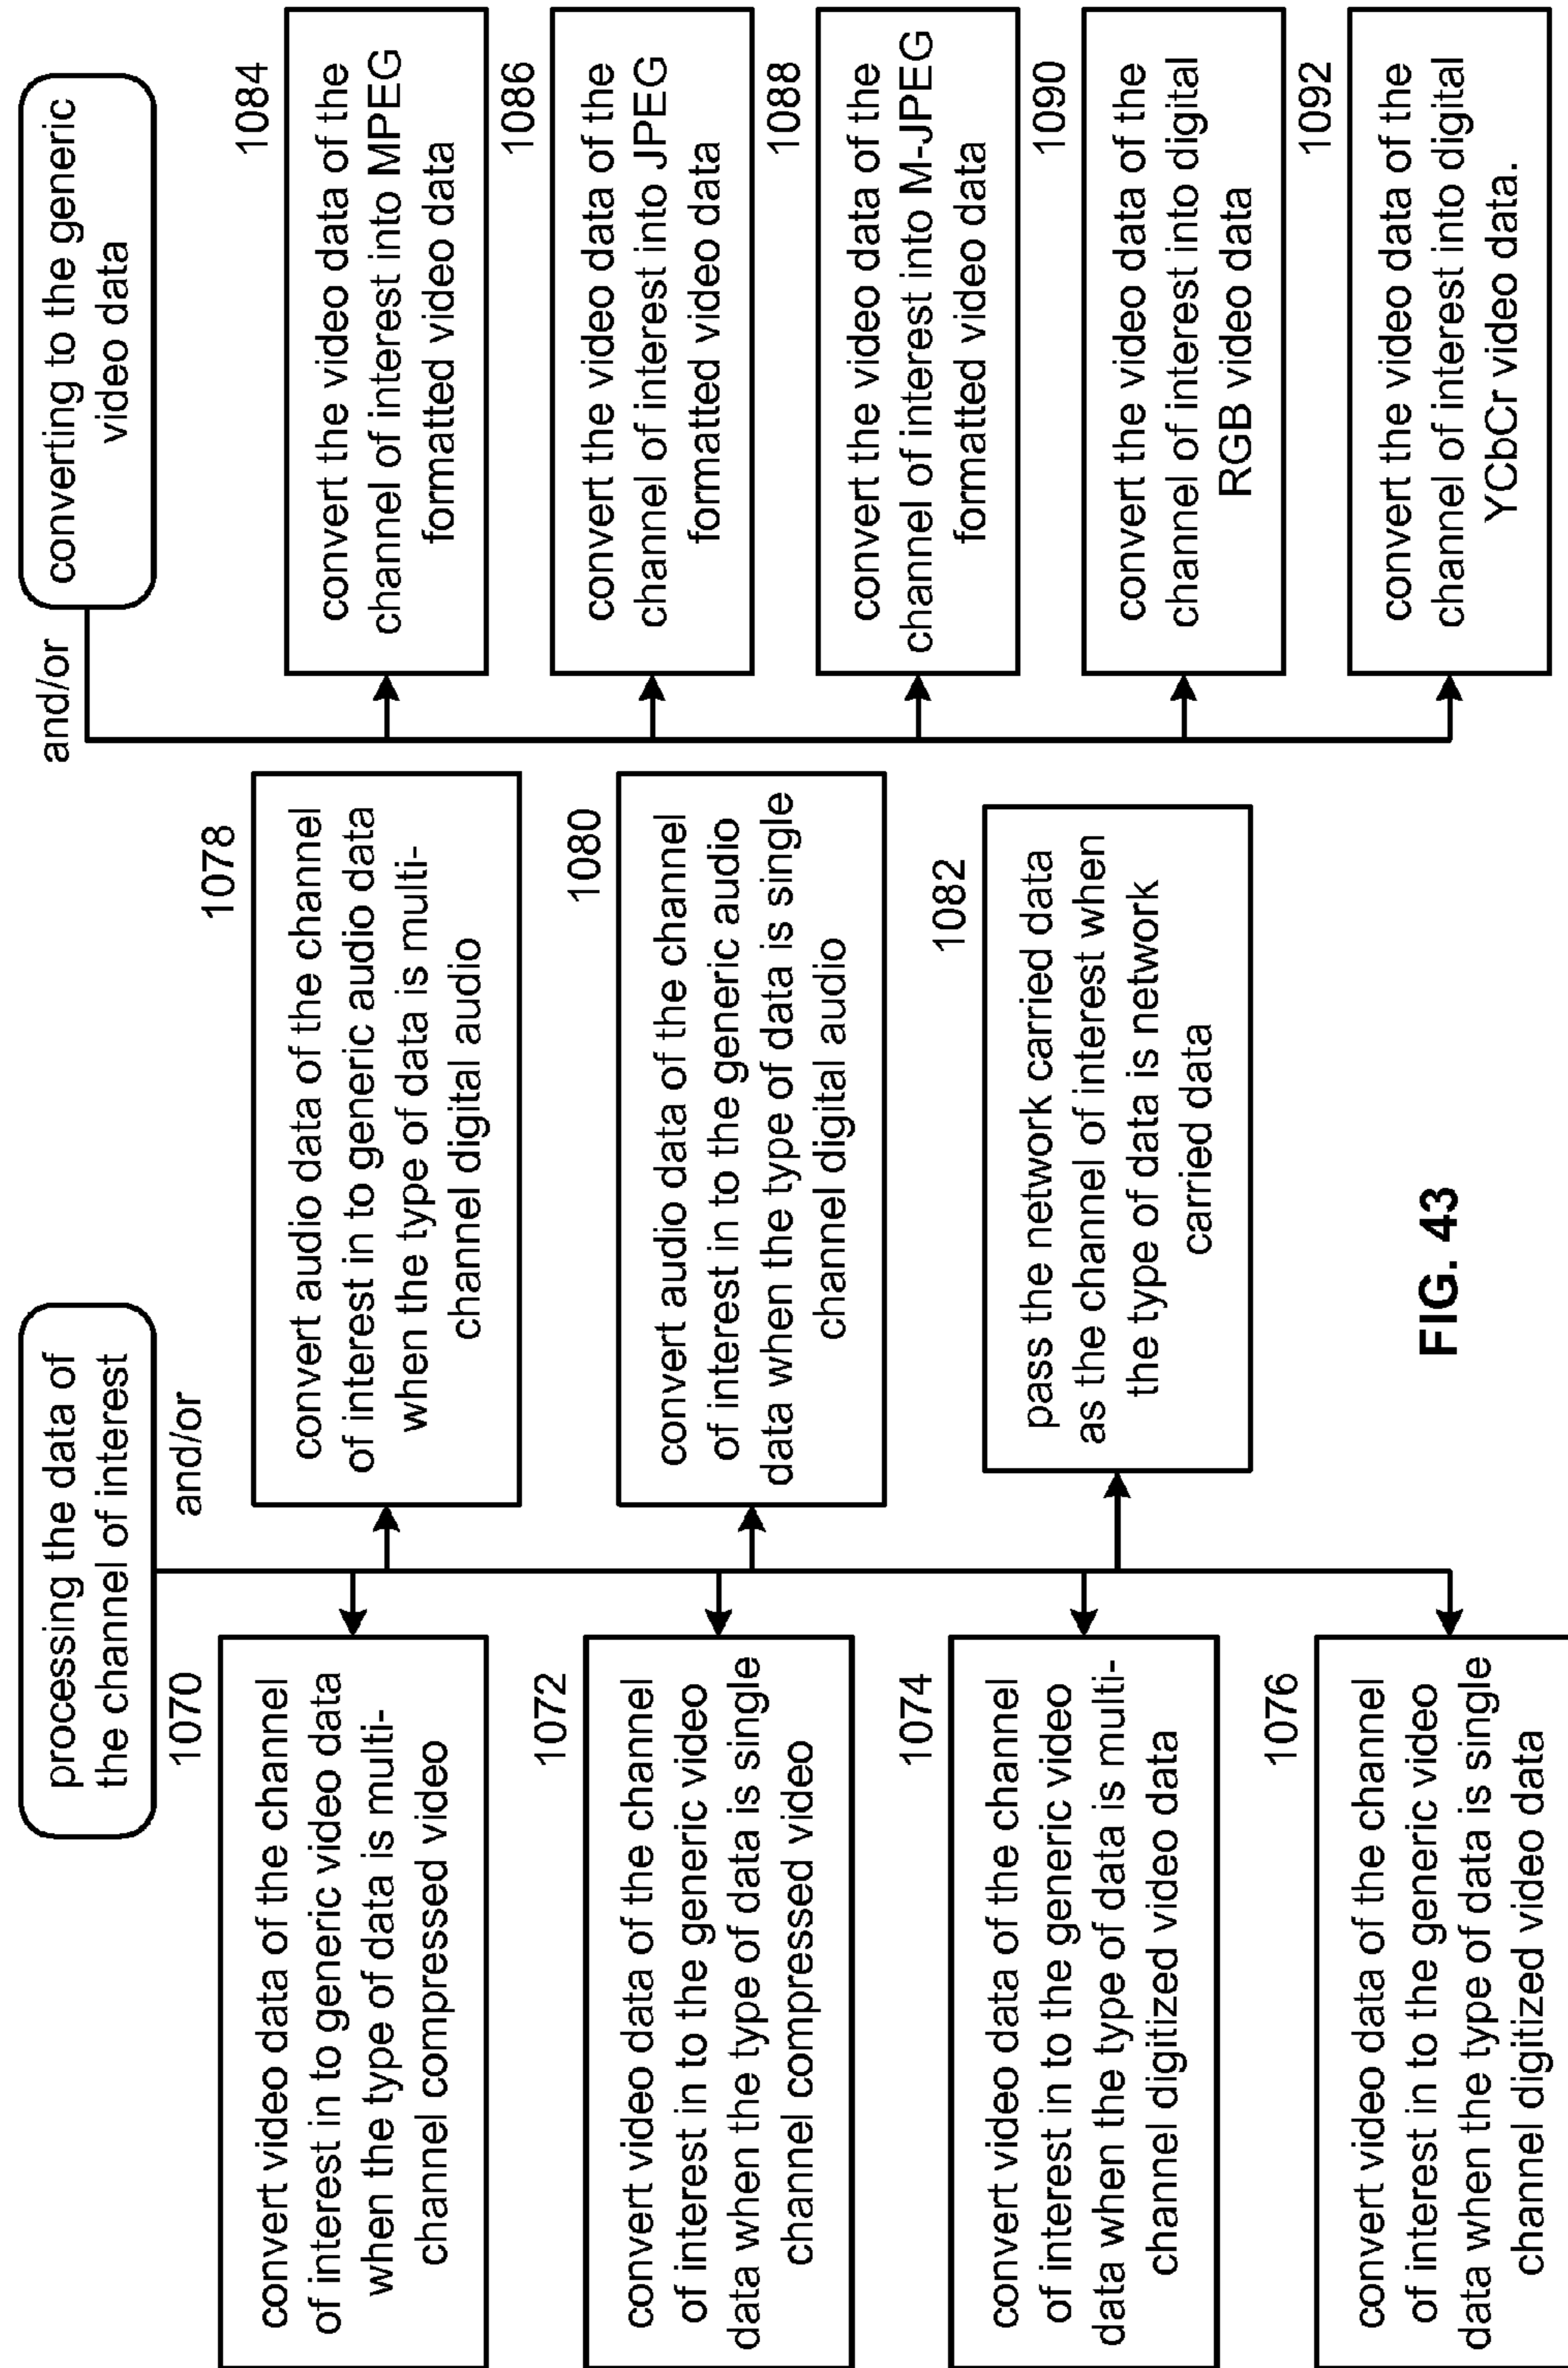 processing the data of
the channel of interest
and/or
1070
convert video data of the channel
of interest in to generic video data
when the type of data is multi-
channel compressed video
1072
convert video data of the channel
of interest in to the generic video
data when the type of data is single
channel compressed video
1074
convert video data of the channel
of interest in to the generic video
data when the type of data is multi-
channel digitized video data
1076
convert video data of the channel
of interest in to the generic video
data when the type of data is single
channel digitized video data
1078
convert audio data of the channel
of interest in to generic audio data
when the type of data is multi-
channel digital audio
1080
convert audio data of the channel
of interest in to the generic audio
data when the type of data is single
channel digital audio
1082
pass the network carried data
as the channel of interest when
the type of data is network
carried data
converting to the generic
video data
and/or
1084
convert the video data of the
channel of interest into MPEG
formatted video data
1086
convert the video data of the
channel of interest into JPEG
formatted video data
1088
convert the video data of the
channel of interest into M-JPEG
formatted video data
1090
convert the video data of the
channel of interest into digital
RGB video data
1092
convert the video data of the
channel of interest into digital
YCbCr video data.
FIG. 43